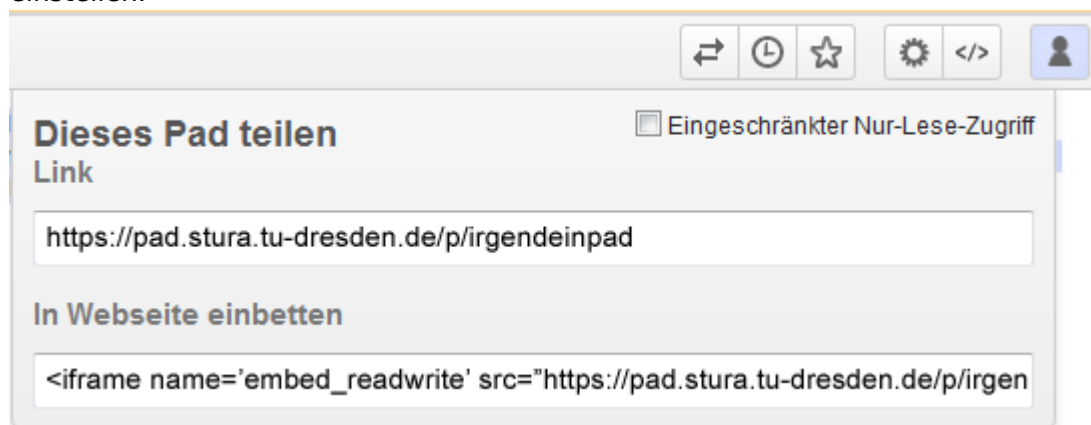 einstellen.
</>
Dieses Pad teilen
Eingeschränkter Nur-Lese-Zugriff
Link
https://pad.stura.tu-dresden.de/p/irgendeinpad
In Webseite einbetten
<iframe name='embed_readwrite' src="https://pad.stura.tu-dresden.de/p/irgen